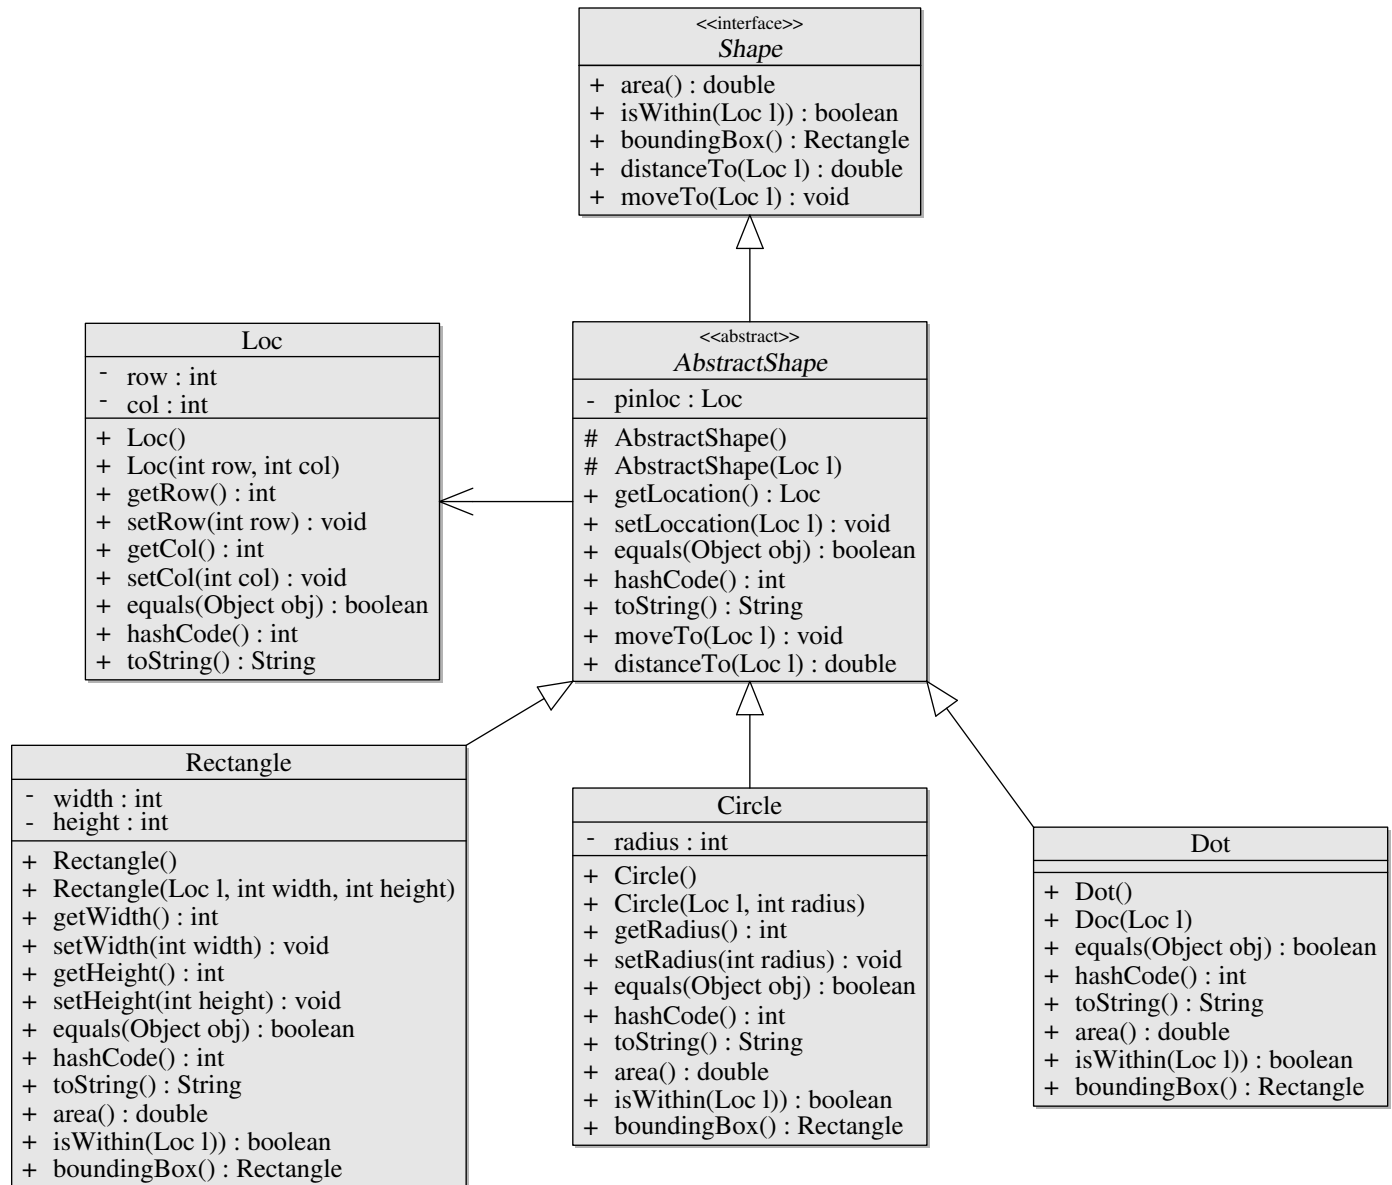 <<interface>>
Shape
+ area() : double
+ isWithin(Loc l)) : boolean
+ boundingBox() : Rectangle
+ distanceTo(Loc l) : double
+ moveTo(Loc l) : void
Loc
- row : int
- col : int
+ Loc()
+ Loc(int row, int col)
+ getRow() : int
+ setRow(int row) : void
+ getCol() : int
+ setCol(int col) : void
+ equals(Object obj) : boolean
+ hashCode() : int
+ toString() : String
<<abstract>>
AbstractShape
- pinloc : Loc
# AbstractShape()
# AbstractShape(Loc l)
+ getLocation() : Loc
+ setLoccation(Loc l) : void
+ equals(Object obj) : boolean
+ hashCode() : int
+ toString() : String
+ moveTo(Loc l) : void
+ distanceTo(Loc l) : double
Rectangle
- width : int
- height : int
+ Rectangle()
+ Rectangle(Loc l, int width, int height)
+ getWidth() : int
+ setWidth(int width) : void
+ getHeight() : int
+ setHeight(int height) : void
+ equals(Object obj) : boolean
+ hashCode() : int
+ toString() : String
+ area() : double
+ isWithin(Loc l)) : boolean
+ boundingBox() : Rectangle
Circle
- radius : int
+ Circle()
+ Circle(Loc l, int radius)
+ getRadius() : int
+ setRadius(int radius) : void
+ equals(Object obj) : boolean
+ hashCode() : int
+ toString() : String
+ area() : double
+ isWithin(Loc l)) : boolean
+ boundingBox() : Rectangle
Dot
+ Dot()
+ Doc(Loc l)
+ equals(Object obj) : boolean
+ hashCode() : int
+ toString() : String
+ area() : double
+ isWithin(Loc l)) : boolean
+ boundingBox() : Rectangle